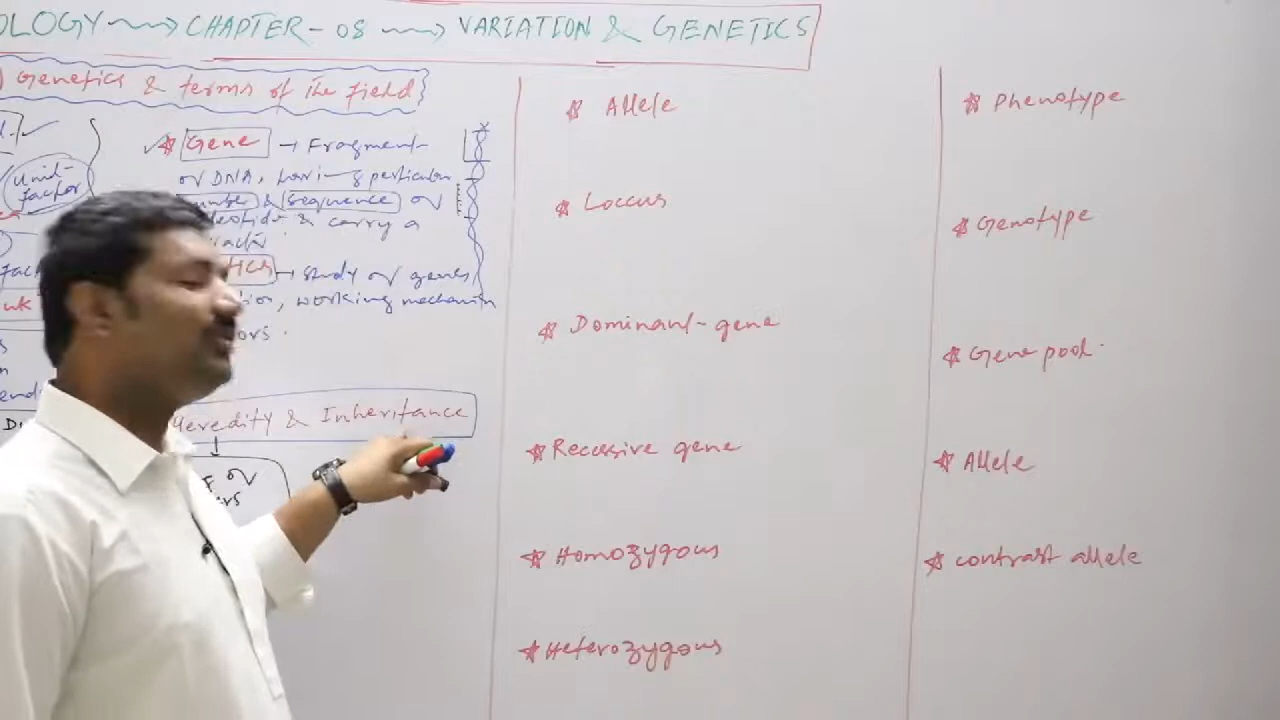 OLOGY CHAPTER-08 VARIATION & GENETICS
) Genetics & terms of the field
Gene → Fragment
Unit-
factor
of DNA, having particular
number & sequence of
& carry a
→ study of genes,
working mechanism
Heredity & Inheritance
of
* Allele
* Loccus
* Dominant-gene
* Recessive gene
* Homozygous
* Heterozygous
* Phenotype
* Genotype
* Gene pool
* Allele
* contrast allele